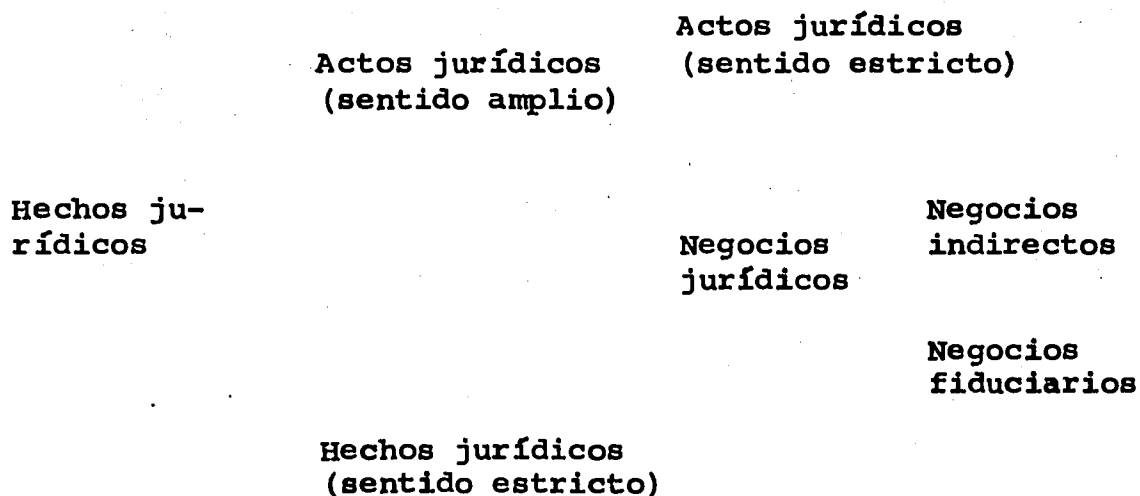 Actos jurídicos
(sentido estricto)
Actos jurídicos
(sentido amplio)
Hechos ju-
rídicos
Negocios
jurídicos
Negocios
indirectos
Negocios
fiduciarios
Hechos jurídicos
(sentido estricto)